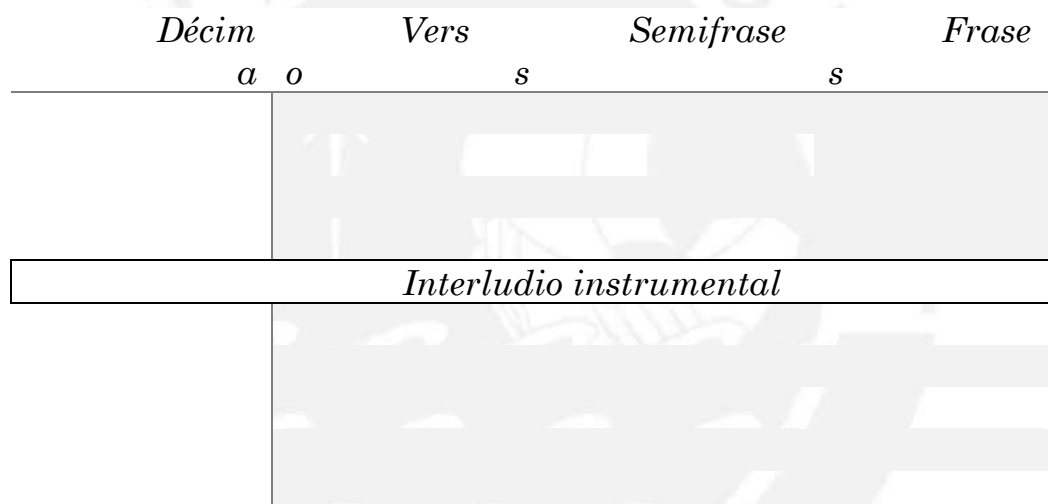 Décim Vers Semifrase Frase
a o s s
Interludio instrumental